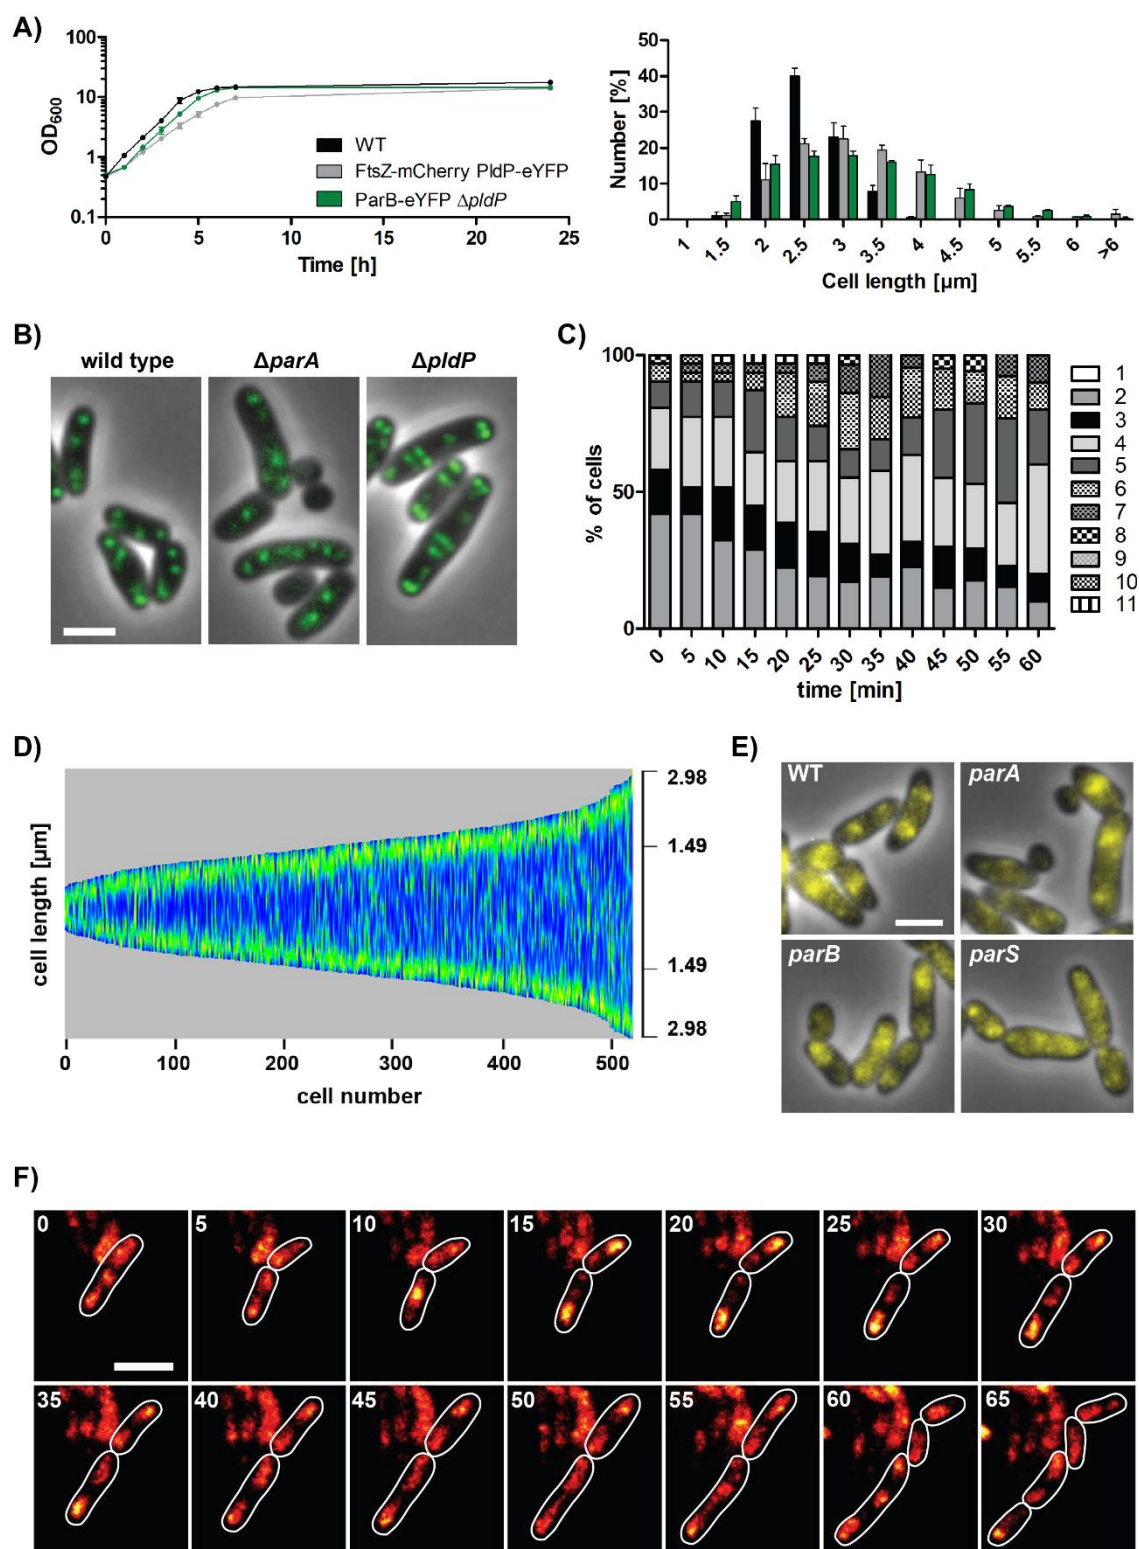 A)
100
10
1
0.1
OD600
0 5 10 15 20 25
Time [h]
WT
FtsZ-mCherry PldP-eYFP
ParB-eYFP ΔpldP
50
40
30
20
10
0
Number [%]
1 1.5 2 2.5 3 3.5 4 4.5 5 5.5 6 >6
Cell length [µm]
B)
wild type ΔparA ΔpldP
C)
100
50
0
% of cells
0 5 10 15 20 25 30 35 40 45 50 55 60
time [min]
1
2
3
4
5
6
7
8
9
10
11
D)
cell length [µm]
2.98
1.49
1.49
2.98
0 100 200 300 400 500
cell number
E)
WT parA
parB parS
F)
0 5 10 15 20 25 30
35 40 45 50 55 60 65